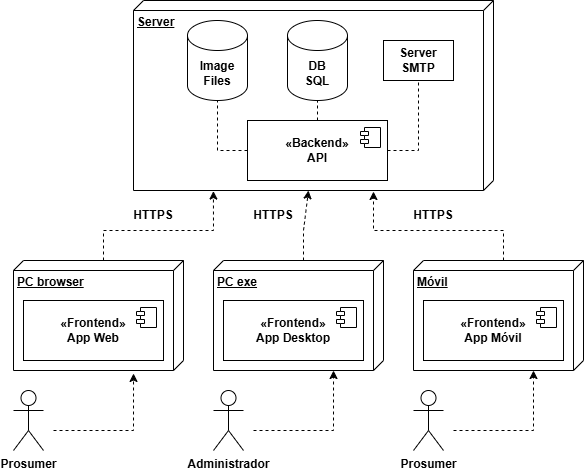 Server
Image
Files
DB
SQL
Server
SMTP
«Backend»
API
HTTPS
HTTPS
HTTPS
PC browser
«Frontend»
App Web
PC exe
«Frontend»
App Desktop
Móvil
«Frontend»
App Móvil
Prosumer
Administrador
Prosumer